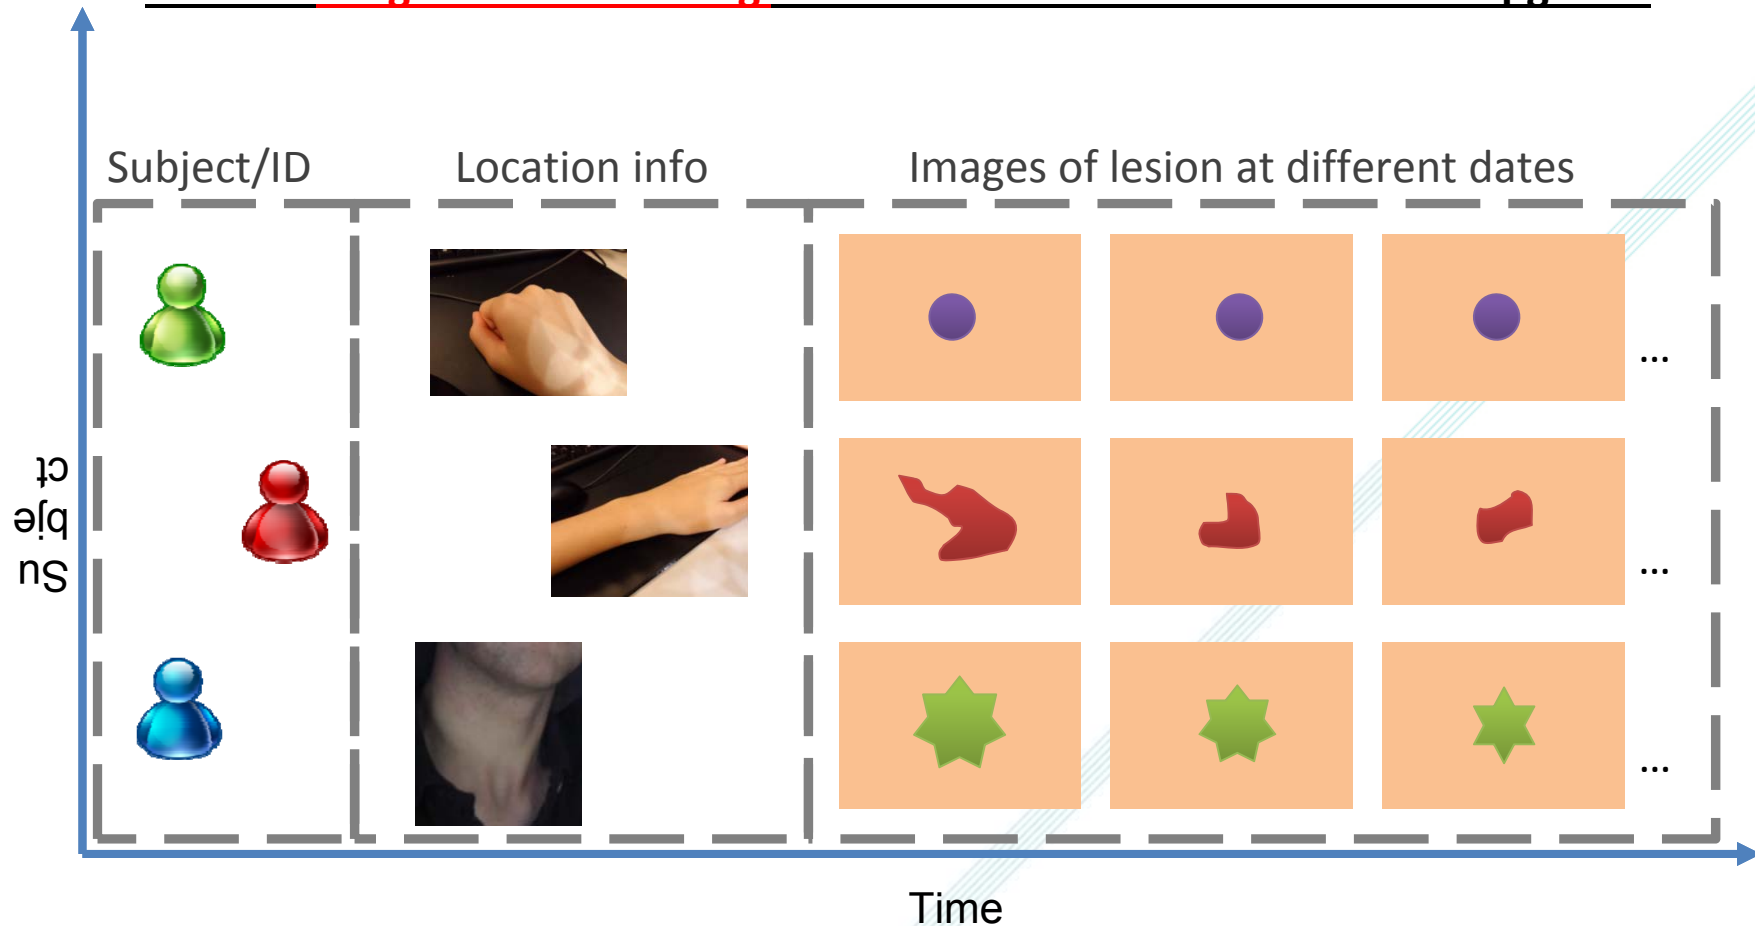 Subject/ID
Location info
Images of lesion at different dates
...
...
...
Su
bje
ct
Time